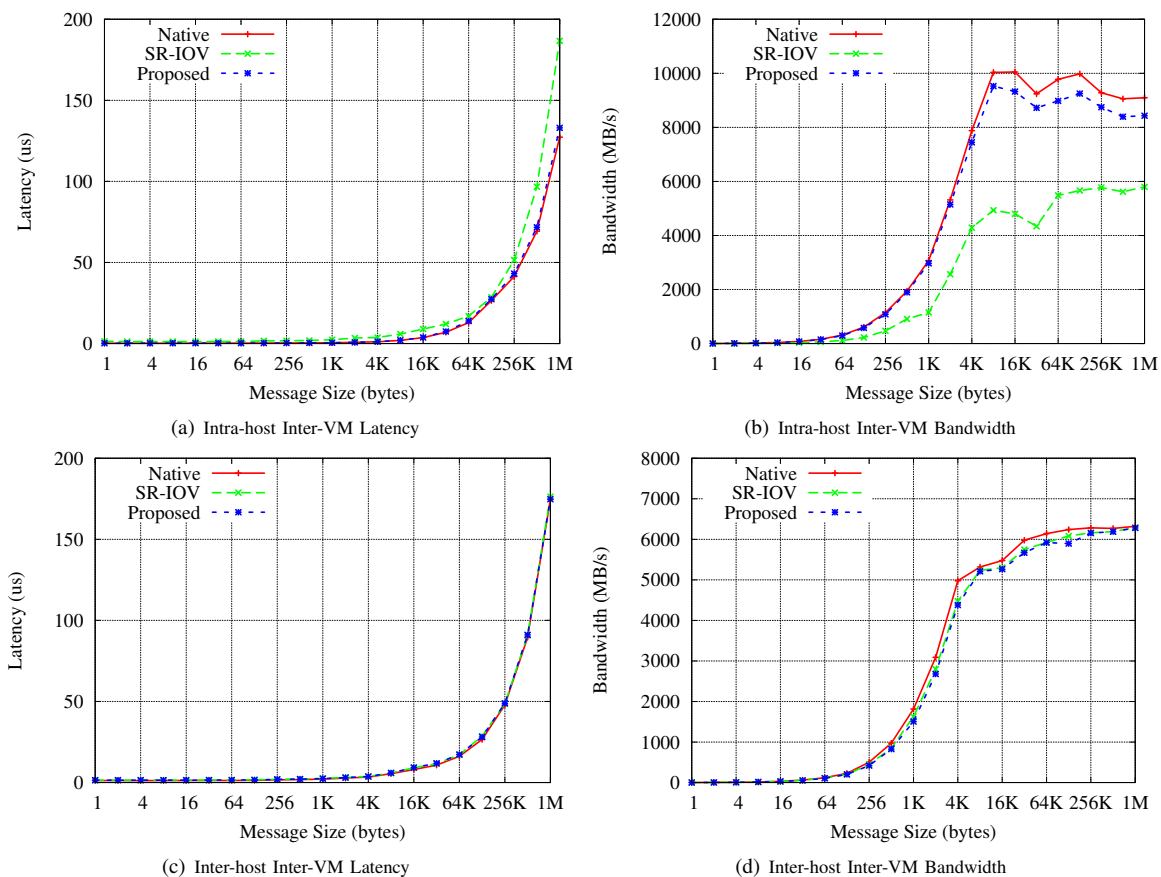 200
150
100
50
0
Latency (us)
Native
SR-IOV
Proposed
1 4 16 64 256 1K 4K 16K 64K 256K 1M
Message Size (bytes)
(a) Intra-host Inter-VM Latency
12000
10000
8000
6000
4000
2000
0
Bandwidth (MB/s)
Native
SR-IOV
Proposed
1 4 16 64 256 1K 4K 16K 64K 256K 1M
Message Size (bytes)
(b) Intra-host Inter-VM Bandwidth
200
150
100
50
0
Latency (us)
Native
SR-IOV
Proposed
1 4 16 64 256 1K 4K 16K 64K 256K 1M
Message Size (bytes)
(c) Inter-host Inter-VM Latency
8000
7000
6000
5000
4000
3000
2000
1000
0
Bandwidth (MB/s)
Native
SR-IOV
Proposed
1 4 16 64 256 1K 4K 16K 64K 256K 1M
Message Size (bytes)
(d) Inter-host Inter-VM Bandwidth